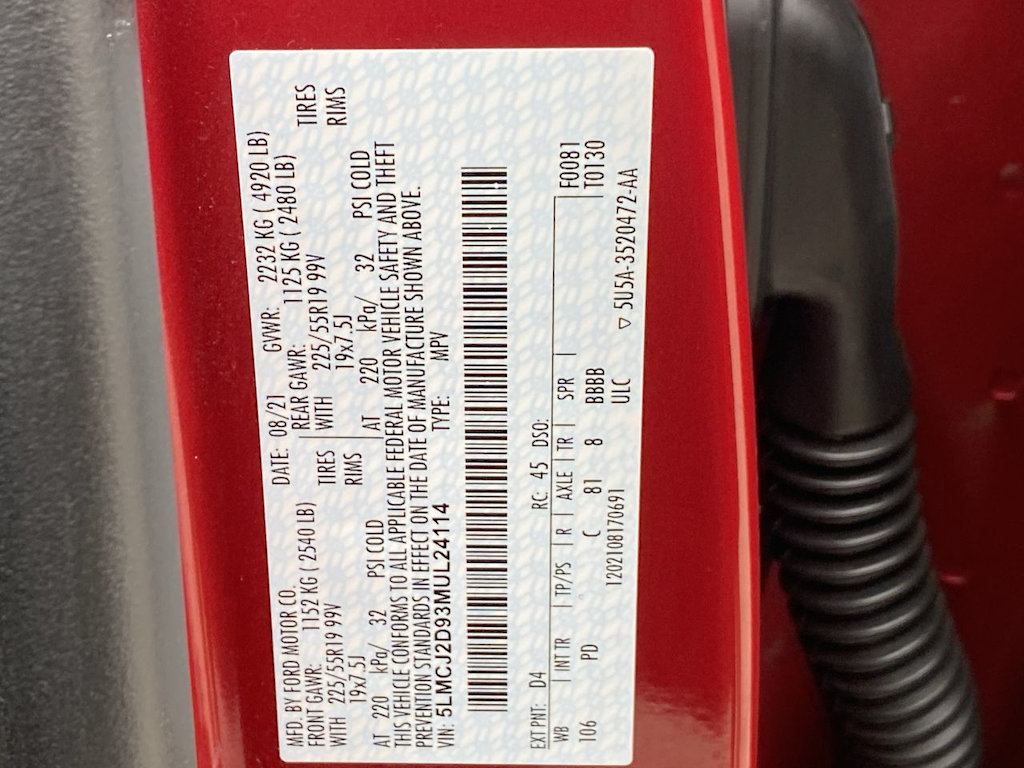 MFD. BY FORD MOTOR CO.
DATE: 08/21 GVWR: 2232 KG ( 4920 LB)
FRONT GAWR: 1152 KG ( 2540 LB) REAR GAWR: 1125 KG ( 2480 LB)
WITH 225/55R19 99V TIRES WITH 225/55R19 99V TIRES
19x7.5J RIMS 19x7.5J RIMS
AT 220 kPa/ 32 PSI COLD AT 220 kPa/ 32 PSI COLD
THIS VEHICLE CONFORMS TO ALL APPLICABLE FEDERAL MOTOR VEHICLE SAFETY AND THEFT
PREVENTION STANDARDS IN EFFECT ON THE DATE OF MANUFACTURE SHOWN ABOVE.
VIN: 5LMCJ2D93MUL24114 TYPE: MPV
EXT PNT: D4 RC: 45 DSO:
WB | INT TR | TP/PS | R | AXLE | TR | SPR | F0081
106 PD C 81 8 BBBB T0130
1202108170691 ULC
▽ 5U5A-3520472-AA